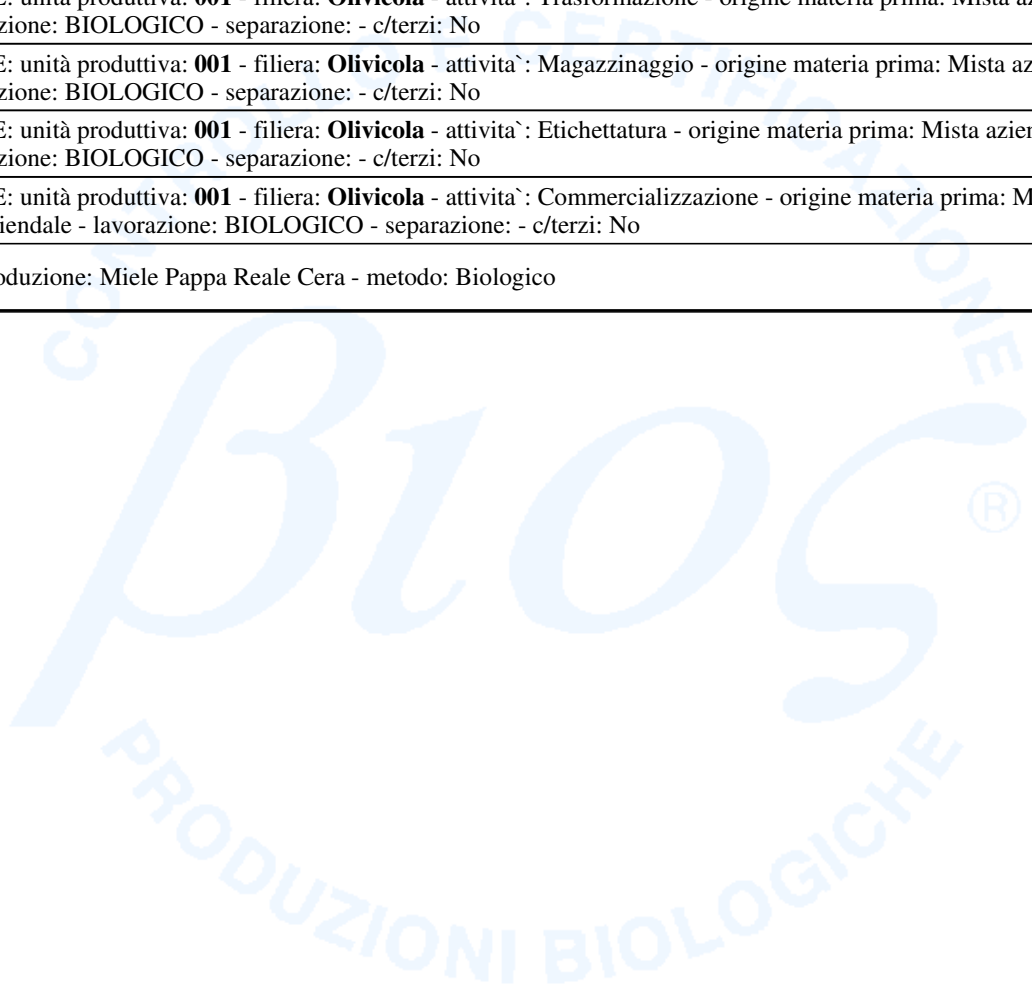 E: unità produttiva: 001 - filiera: Olivicola - attivita`: Trasformazione - origine materia prima: Mista az
zione: BIOLOGICO - separazione: - c/terzi: No
E: unità produttiva: 001 - filiera: Olivicola - attivita`: Magazzinaggio - origine materia prima: Mista az
zione: BIOLOGICO - separazione: - c/terzi: No
E: unità produttiva: 001 - filiera: Olivicola - attivita`: Etichettatura - origine materia prima: Mista azien
zione: BIOLOGICO - separazione: - c/terzi: No
E: unità produttiva: 001 - filiera: Olivicola - attivita`: Commercializzazione - origine materia prima: M
iendale - lavorazione: BIOLOGICO - separazione: - c/terzi: No
oduzione: Miele Pappa Reale Cera - metodo: Biologico
CONTROLLO E CERTIFICAZIONE
βιος ®
PRODUZIONI BIOLOGICHE